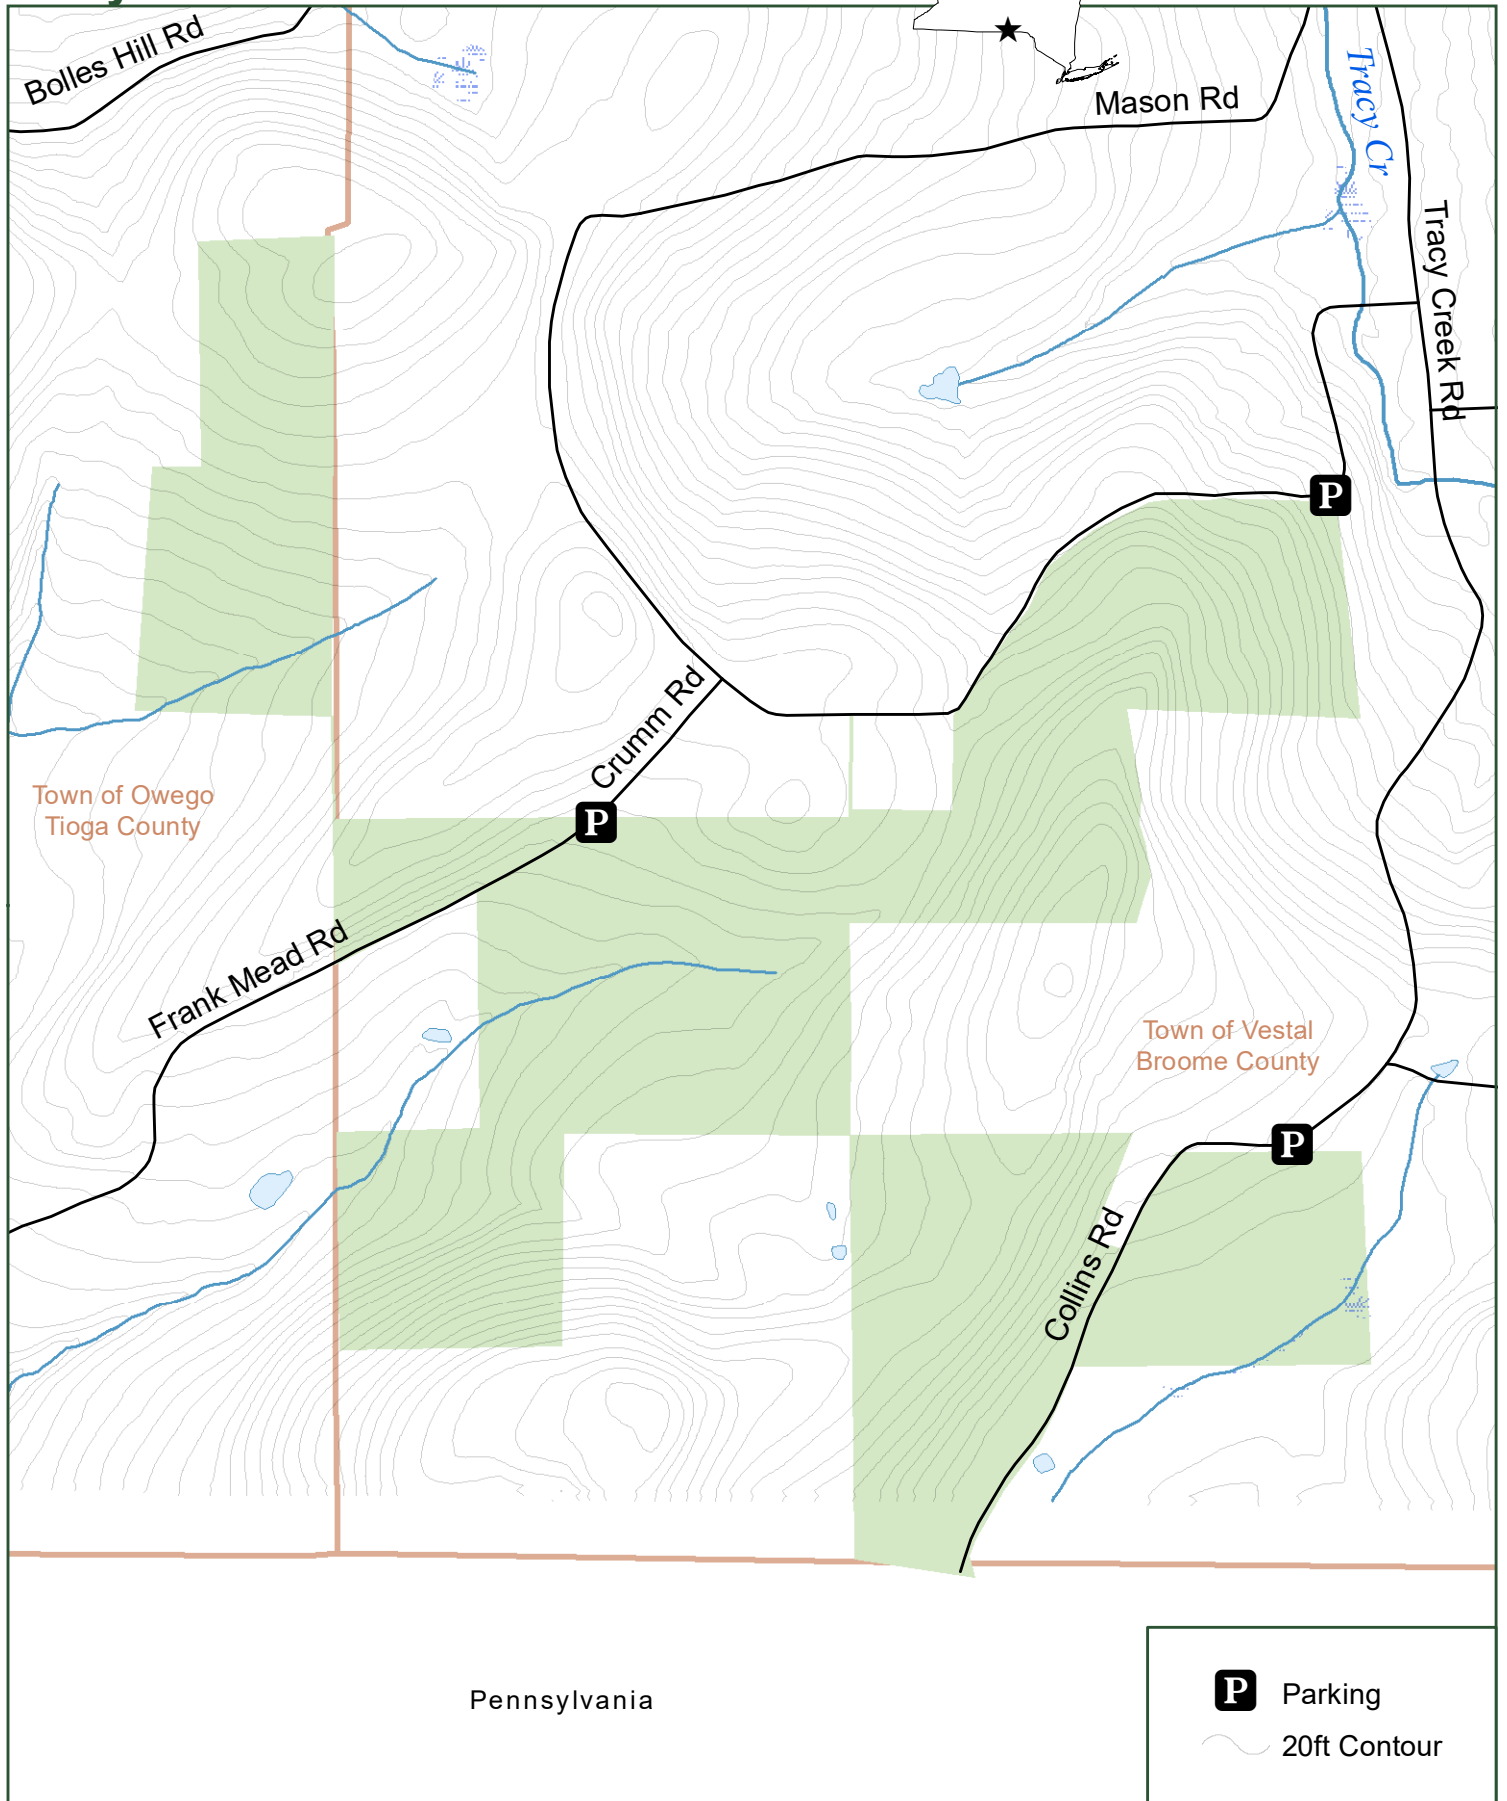 Bolles Hill Rd
Mason Rd
Tracy Cr
Tracy Creek Rd
P
Crumm Rd
P
Town of Owego
Tioga County
Frank Mead Rd
Town of Vestal
Broome County
P
Collins Rd
Pennsylvania
P Parking
20ft Contour